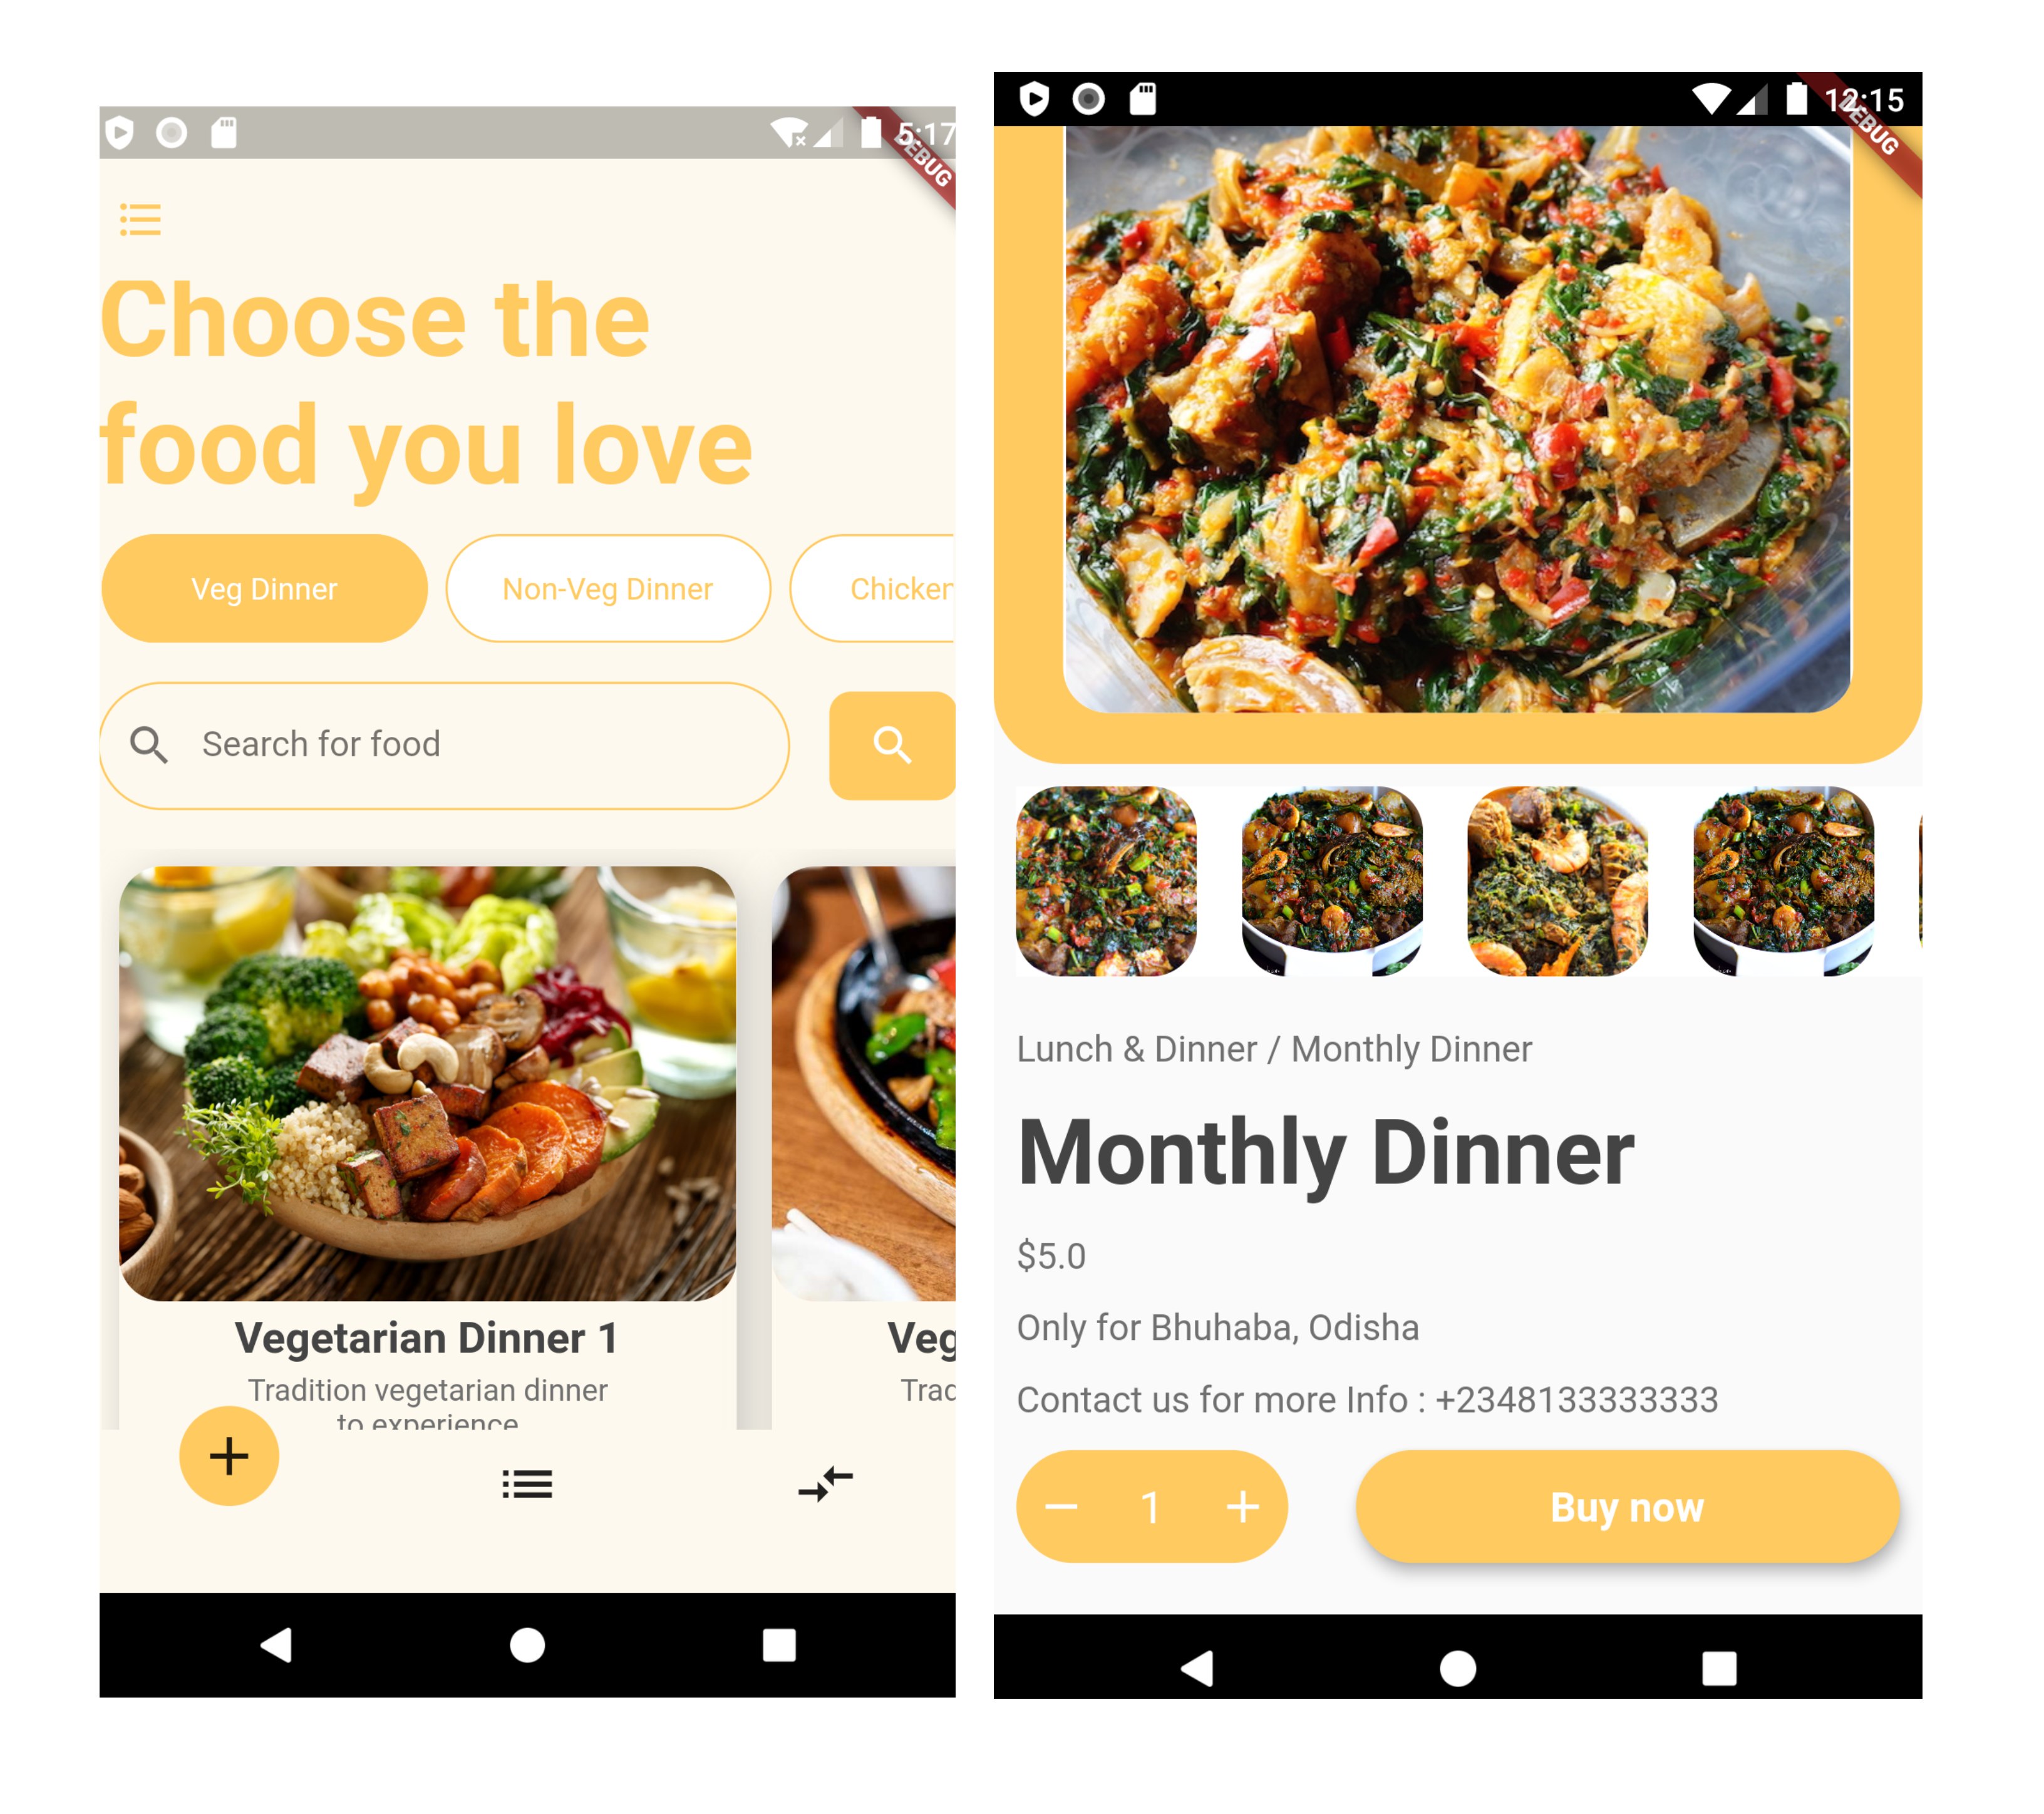 5:17
DEBUG
Choose the
food you love
Veg Dinner
Non-Veg Dinner
Chicken
Search for food
Vegetarian Dinner 1
Veg
Tradition vegetarian dinner
Trad
to experience
12:15
DEBUG
Lunch & Dinner / Monthly Dinner
Monthly Dinner
$5.0
Only for Bhuhaba, Odisha
Contact us for more Info : +2348133333333
1
Buy now